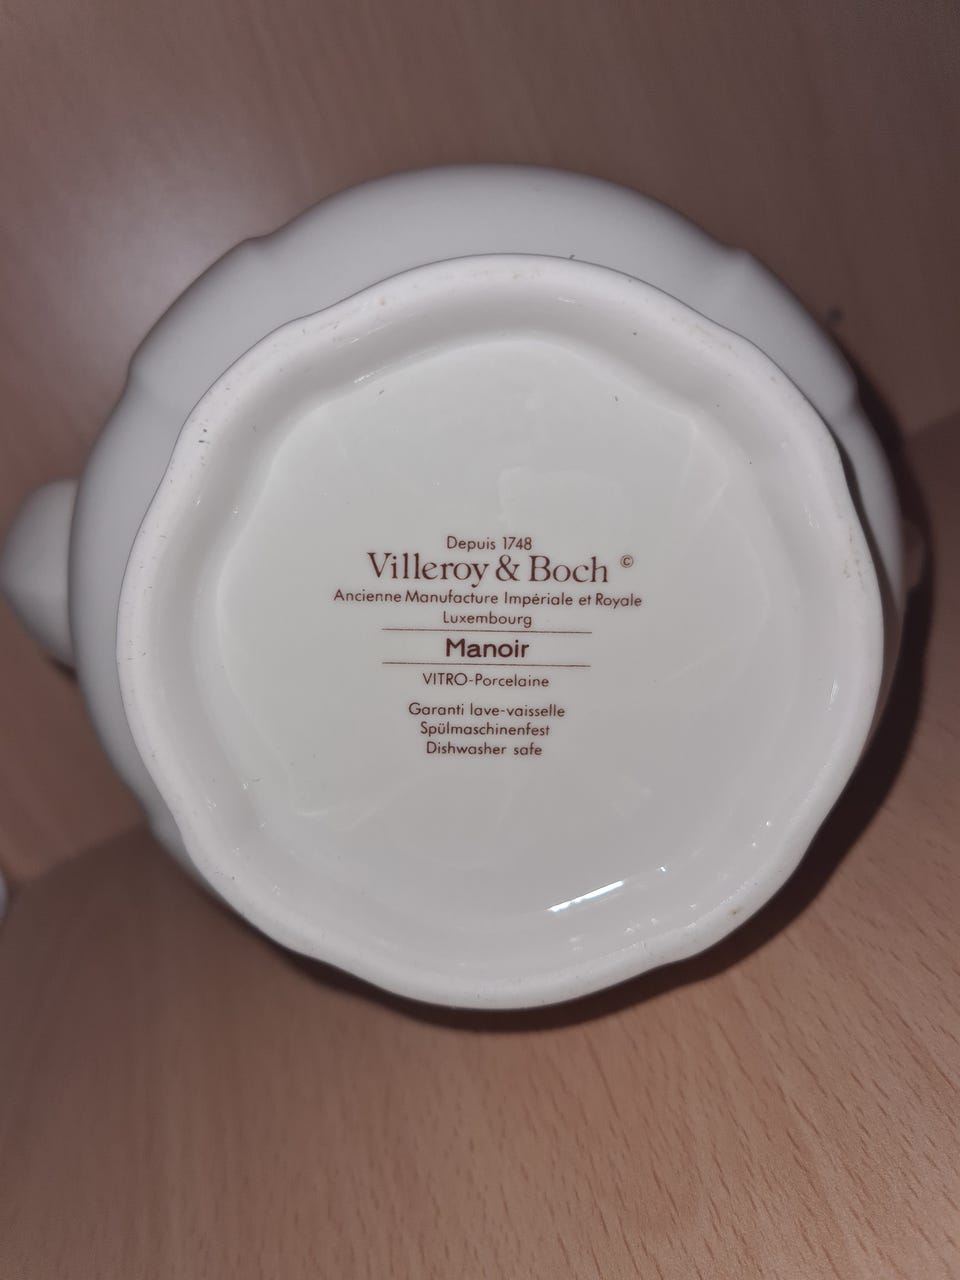 Depuis 1748
Villeroy & Boch ©
Ancienne Manufacture Impériale et Royale
Luxembourg
Manoir
VITRO-Porcelaine
Garanti lave-vaisselle
Spülmaschinenfest
Dishwasher safe